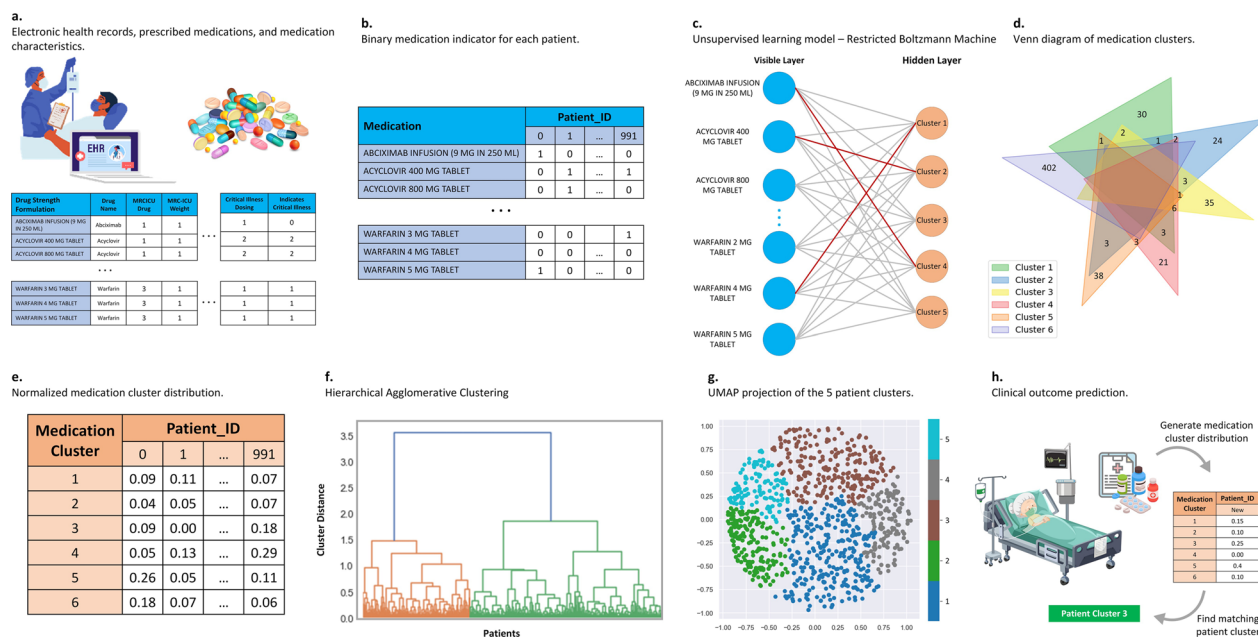 a.
Electronic health records, prescribed medications, and medication
characteristics.
EHR
Drug Strength Formulation Drug Name MRCICU Drug MRC-ICU Weight Critical Illness Dosing Indicates Critical Illness
ABCIXIMAB INFUSION (9 MG IN 250 ML) Abciximab 1 1 ... 1 0
ACYCLOVIR 400 MG TABLET Acyclovir 1 1 2 2
ACYCLOVIR 800 MG TABLET Acyclovir 1 1 2 2
...
WARFARIN 3 MG TABLET Warfarin 3 1 ... 1 1
WARFARIN 4 MG TABLET Warfarin 3 1 1 1
WARFARIN 5 MG TABLET Warfarin 3 1 1 1
b.
Binary medication indicator for each patient.
Medication Patient_ID
0 1 ... 991
ABCIXIMAB INFUSION (9 MG IN 250 ML) 1 0 ... 0
ACYCLOVIR 400 MG TABLET 0 1 ... 1
ACYCLOVIR 800 MG TABLET 0 1 ... 0
...
WARFARIN 3 MG TABLET 0 0 1
WARFARIN 4 MG TABLET 0 0 ... 0
WARFARIN 5 MG TABLET 1 0 ... 0
c.
Unsupervised learning model – Restricted Boltzmann Machine
Visible Layer
Hidden Layer
ABCIXIMAB INFUSION
(9 MG IN 250 ML)
ACYCLOVIR 400
MG TABLET
ACYCLOVIR 800
MG TABLET
WARFARIN 2
MG TABLET
WARFARIN 4
MG TABLET
WARFARIN 5 MG
TABLET
Cluster 1
Cluster 2
Cluster 3
Cluster 4
Cluster 5
d.
Venn diagram of medication clusters.
30
2
1
1
2
24
402
3
35
1
6
3
3
3
21
38
Cluster 1
Cluster 2
Cluster 3
Cluster 4
Cluster 5
Cluster 6
e.
Normalized medication cluster distribution.
Medication Cluster Patient_ID
0 1 ... 991
1 0.09 0.11 ... 0.07
2 0.04 0.05 ... 0.07
3 0.09 0.00 ... 0.18
4 0.05 0.13 ... 0.29
5 0.26 0.05 ... 0.11
6 0.18 0.07 ... 0.06
f.
Hierarchical Agglomerative Clustering
Cluster Distance
3.5
3.0
2.5
2.0
1.5
1.0
0.5
0.0
Patients
g.
UMAP projection of the 5 patient clusters.
1.00
0.75
0.50
0.25
0.00
−0.25
−0.50
−0.75
−1.00
−1.00 −0.75 −0.50 −0.25 0.00 0.25 0.50 0.75 1.00
5
4
3
2
1
h.
Clinical outcome prediction.
Generate medication
cluster distribution
Medication Cluster Patient_ID
New
1 0.15
2 0.10
3 0.25
4 0.00
5 0.4
6 0.10
Patient Cluster 3
Find matching
patient cluster